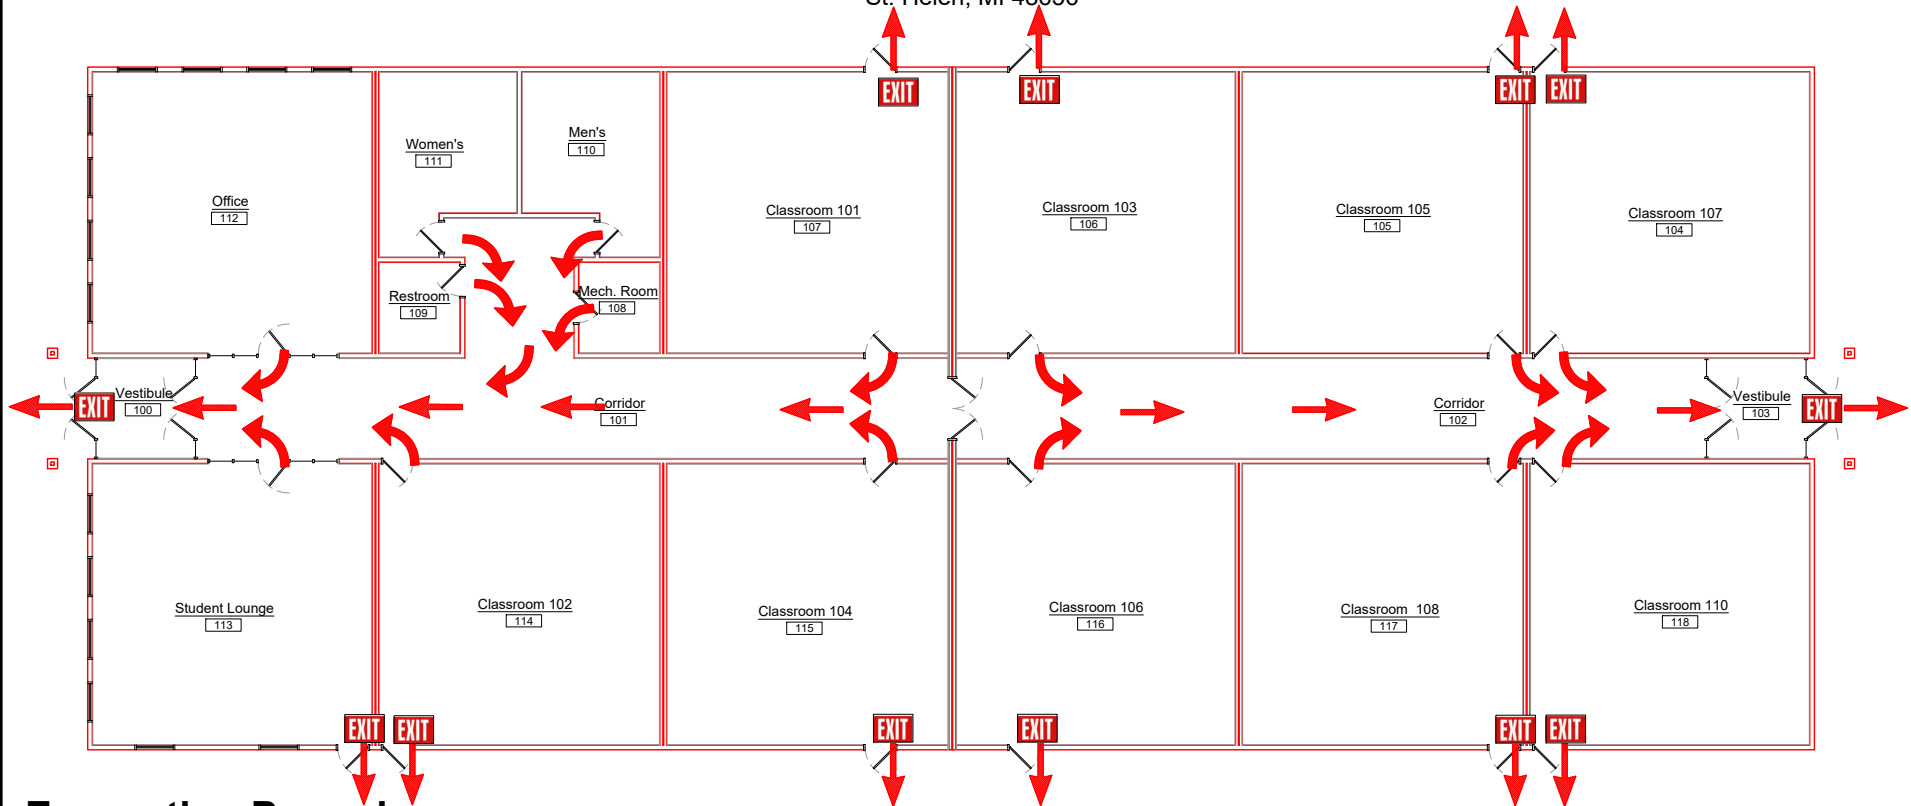 EXIT
EXIT
EXIT
EXIT
Women's
111
Men's
110
Office
112
Classroom 101
107
Classroom 103
106
Classroom 105
105
Classroom 107
104
Restroom
109
Mech. Room
108
EXIT
Vestibule
100
Corridor
101
Corridor
102
Vestibule
103
EXIT
Student Lounge
113
Classroom 102
114
Classroom 104
115
Classroom 106
116
Classroom 108
117
Classroom 110
118
EXIT
EXIT
EXIT
EXIT
EXIT
EXIT